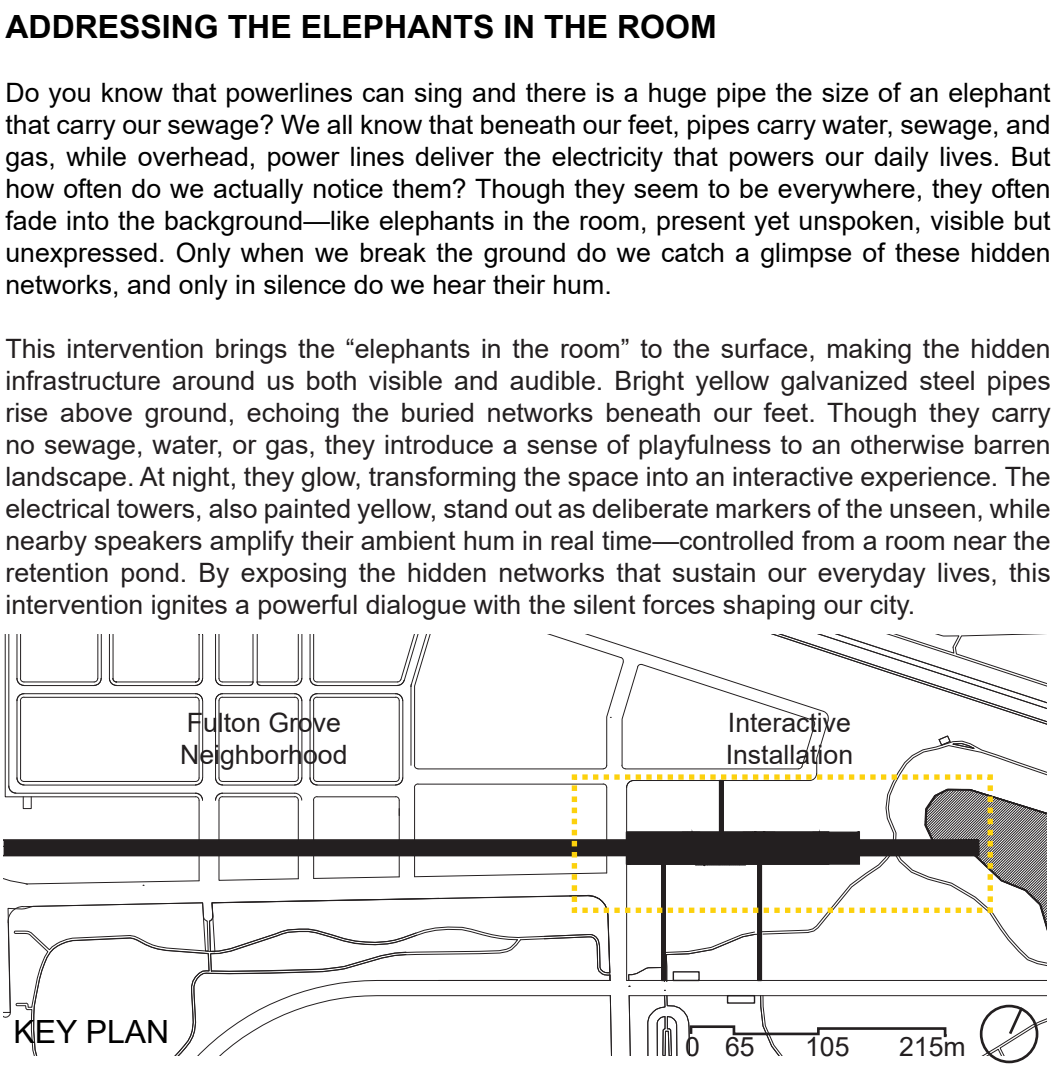 ADDRESSING THE ELEPHANTS IN THE ROOM
Do you know that powerlines can sing and there is a huge pipe the size of an elephant
that carry our sewage? We all know that beneath our feet, pipes carry water, sewage, and
gas, while overhead, power lines deliver the electricity that powers our daily lives. But
how often do we actually notice them? Though they seem to be everywhere, they often
fade into the background—like elephants in the room, present yet unspoken, visible but
unexpressed. Only when we break the ground do we catch a glimpse of these hidden
networks, and only in silence do we hear their hum.
This intervention brings the “elephants in the room” to the surface, making the hidden
infrastructure around us both visible and audible. Bright yellow galvanized steel pipes
rise above ground, echoing the buried networks beneath our feet. Though they carry
no sewage, water, or gas, they introduce a sense of playfulness to an otherwise barren
landscape. At night, they glow, transforming the space into an interactive experience. The
electrical towers, also painted yellow, stand out as deliberate markers of the unseen, while
nearby speakers amplify their ambient hum in real time—controlled from a room near the
retention pond. By exposing the hidden networks that sustain our everyday lives, this
intervention ignites a powerful dialogue with the silent forces shaping our city.
Fulton Grove
Neighborhood
Interactive
Installation
KEY PLAN
0 65 105 215m